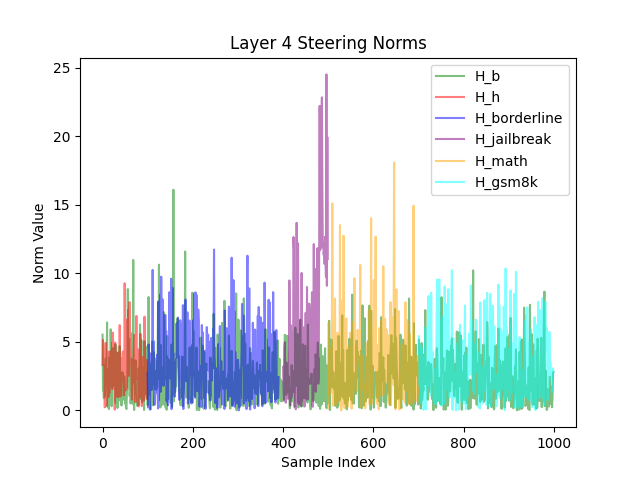 Layer 4 Steering Norms
25
20
15
10
5
0
Norm Value
0
200
400
600
800
1000
Sample Index
H_b
H_h
H_borderline
H_jailbreak
H_math
H_gsm8k